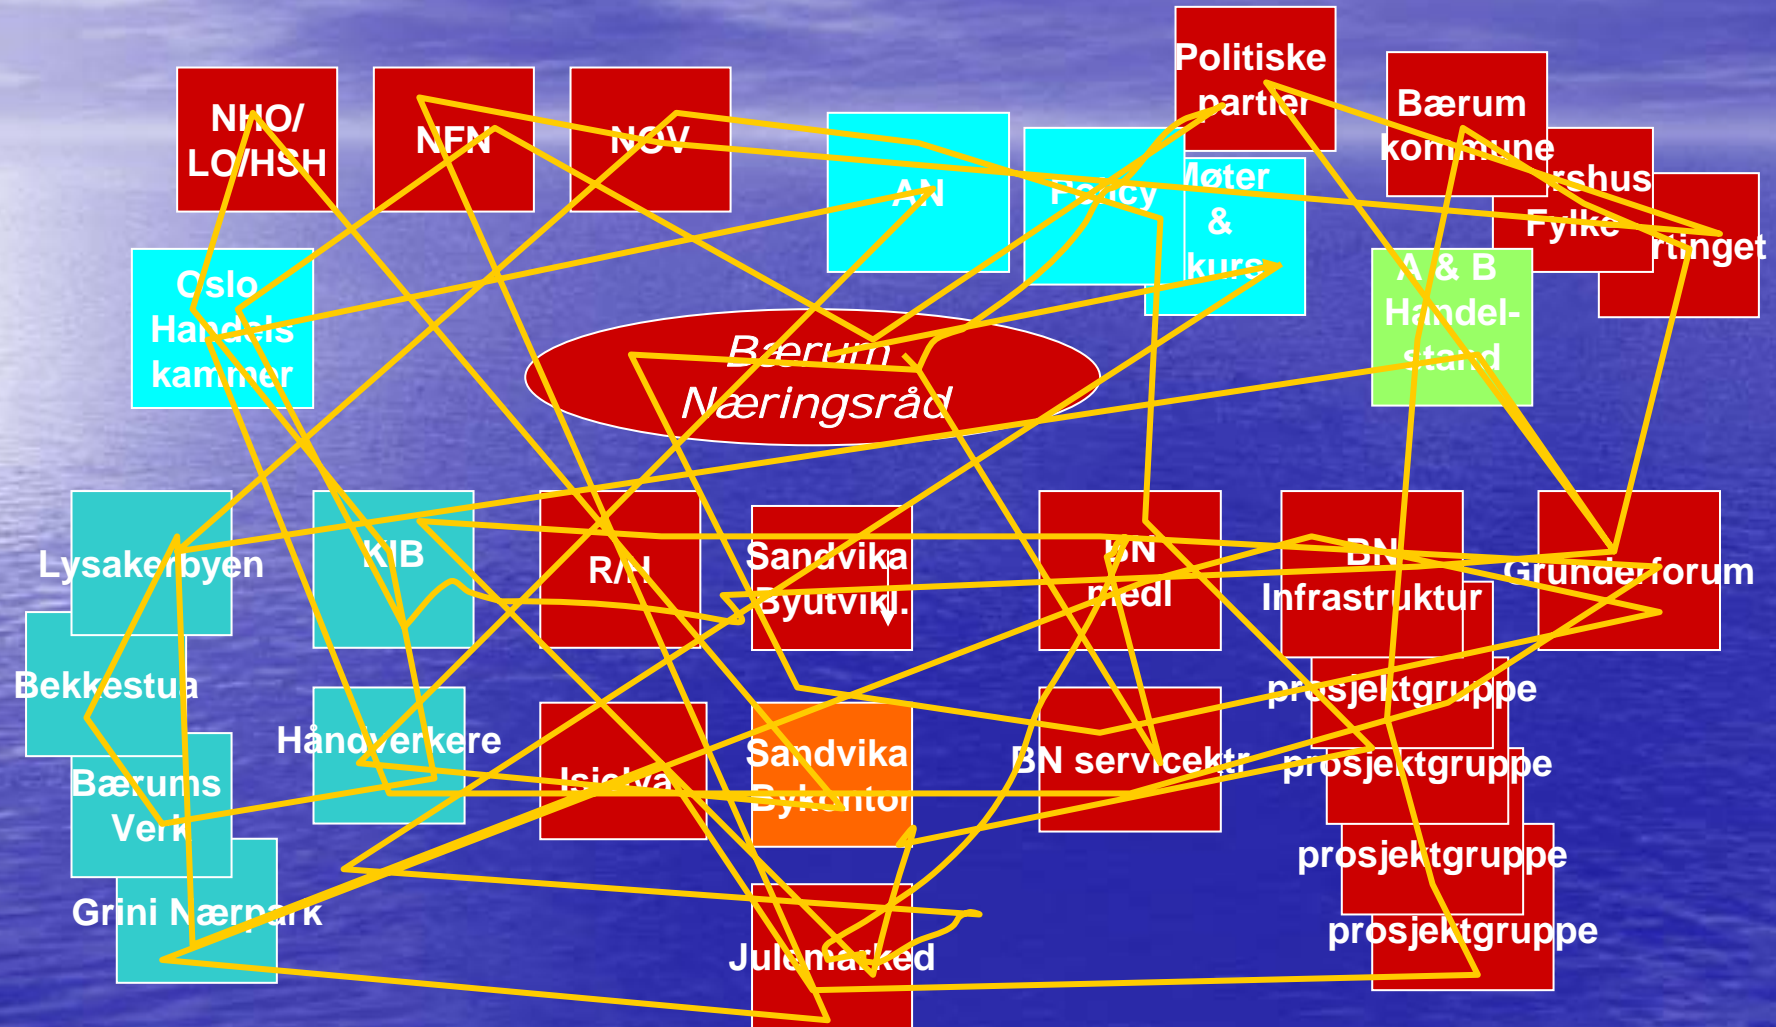 NHO/
LO/HSH
NFN
NOV
AN
Policy
Møter
&
kurs
Politiske
partier
Bærum
kommune
rshus
Fylke
rtinget
Oslo
Handels
kammer
Bærum
Næringsråd
A & B
Handel-
stand
Lysakerbyen
KIB
R/H
Sandvika
Byutvikl.
BN
medl
BN
Infrastruktur
Grunderforum
Bekkestua
Håndverkere
Isielva
Sandvika
Bykontor
BN servicektr
prosjektgruppe
prosjektgruppe
prosjektgruppe
prosjektgruppe
Bærums
Verk
Grini Nærpark
Julemarked